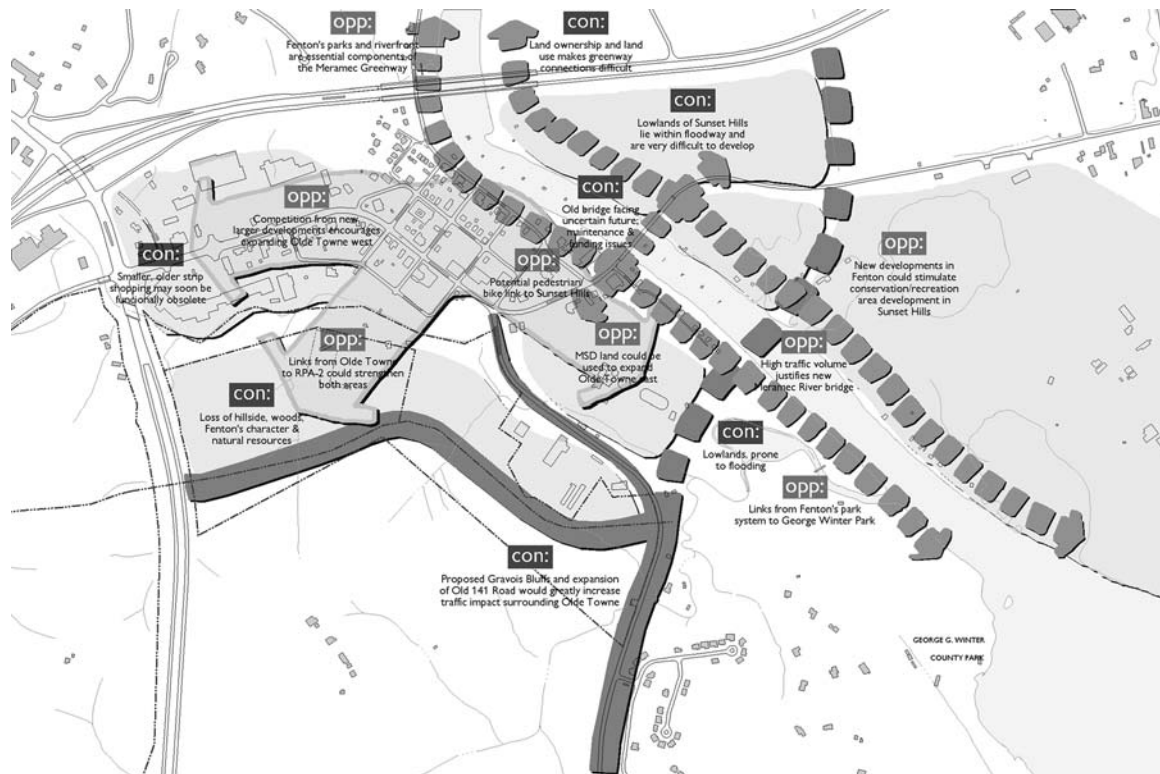 opp:
Fenton's parks and riverfront
are essential components of
the Meramec Greenway
con:
Land ownership and land
use makes greenway
connections difficult
con:
Lowlands of Sunset Hills
lie within floodway and
are very difficult to develop
opp:
Competition from new,
larger developments encourages
expanding Olde Towne west
con:
Old bridge facing
uncertain future;
maintenance &
funding issues
con:
Smaller, older strip
shopping may soon be
funcionally obsolete
opp:
Potential pedestrian/
bike link to Sunset Hills
opp:
New developments in
Fenton could stimulate
conservation/recreation
area development in
Sunset Hills
opp:
Links from Olde Towne
to RPA-2 could strengthen
both areas
opp:
MSD land could be
used to expand
Olde Towne east
opp:
High traffic volume
justifies new
Meramec River bridge
con:
Loss of hillside, woods,
Fenton's character &
natural resources
con:
Lowlands, prone
to flooding
opp:
Links from Fenton's park
system to George Winter Park
con:
Proposed Gravois Bluffs and expansion
of Old 141 Road would greatly increase
traffic impact surrounding Olde Towne
GEORGE G. WINTER
COUNTY PARK